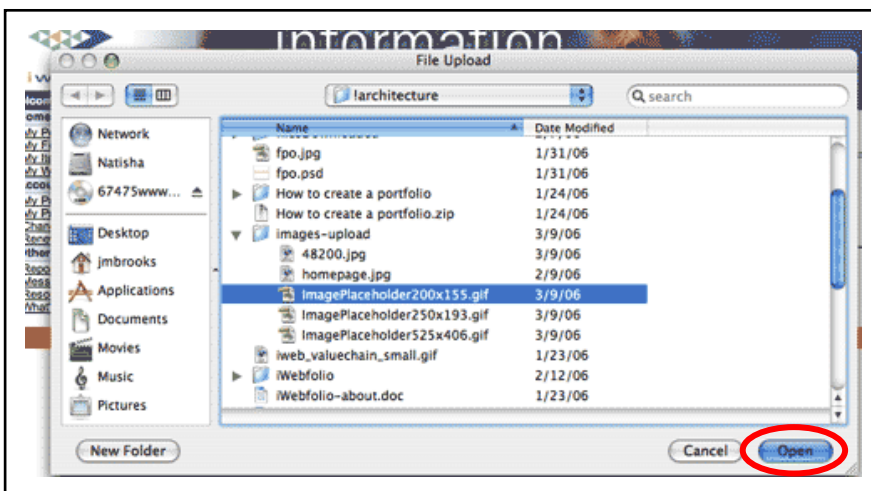 information
File Upload
!architecture
search
Name Date Modified
Network
Natisha
67475www...
Desktop
jmbrooks
Applications
Documents
Movies
Music
Pictures
fpo.jpg 1/31/06
fpo.psd 1/31/06
How to create a portfolio 1/24/06
How to create a portfolio.zip 1/24/06
images-upload 3/9/06
48200.jpg 3/9/06
homepage.jpg 2/9/06
ImagePlaceholder200x155.gif 3/9/06
ImagePlaceholder250x193.gif 3/9/06
ImagePlaceholder525x406.gif 3/9/06
iweb_valuechain_small.gif 1/23/06
iWebfolio 2/12/06
iWebfolio-about.doc 1/23/06
New Folder Cancel Open